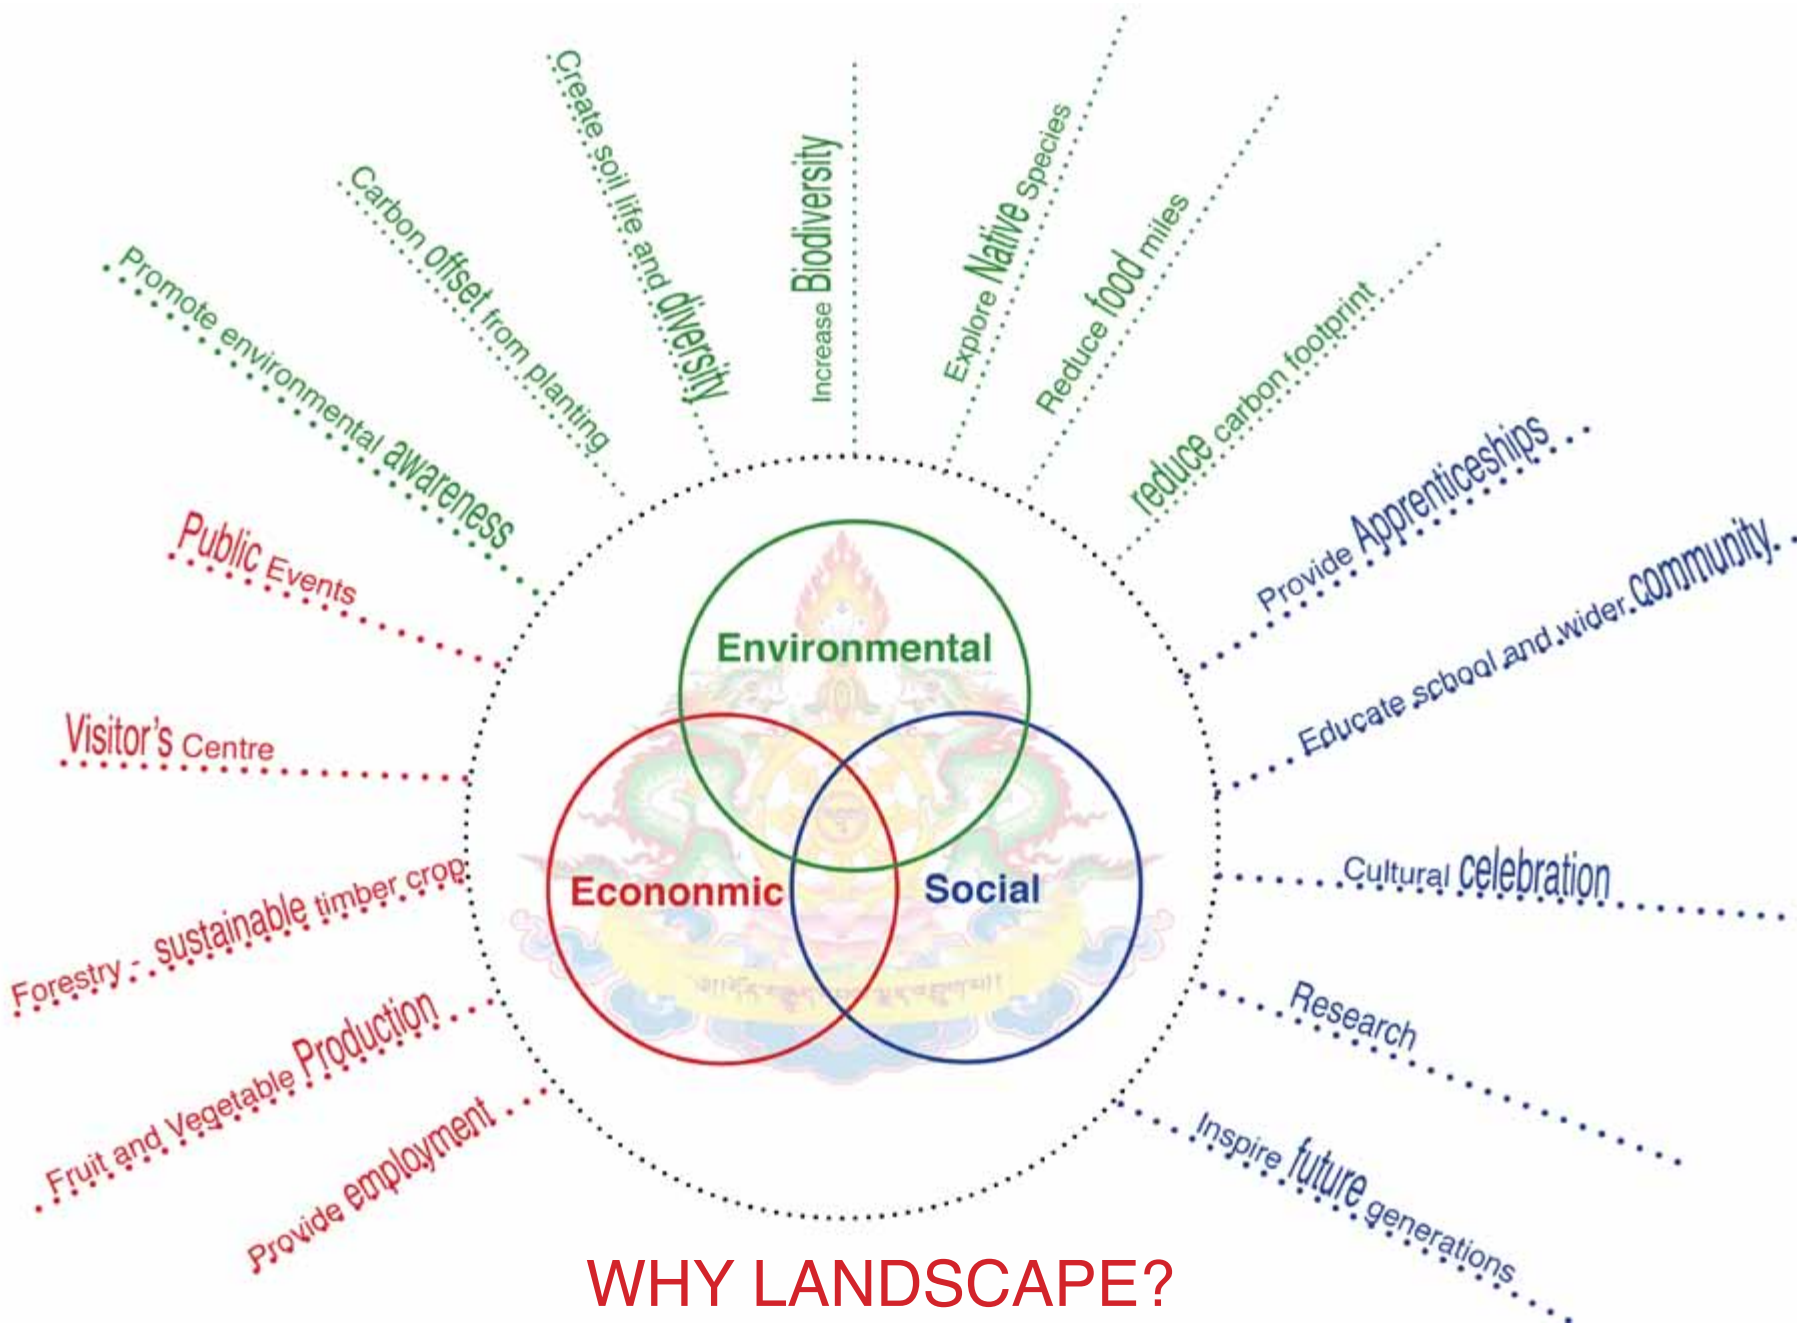 Promote environmental awareness
Carbon offset from planting
Create soil life and diversity
Increase Biodiversity
Explore Native Species
Reduce food miles
reduce carbon footprint
Provide Apprenticeships
Educate school and wider community
Cultural celebration
Research
Inspire future generations
Public Events
Visitor's Centre
Forestry - sustainable timber crop
Fruit and Vegetable Production
Provide employment
Environmental
Econonmic
Social
WHY LANDSCAPE?